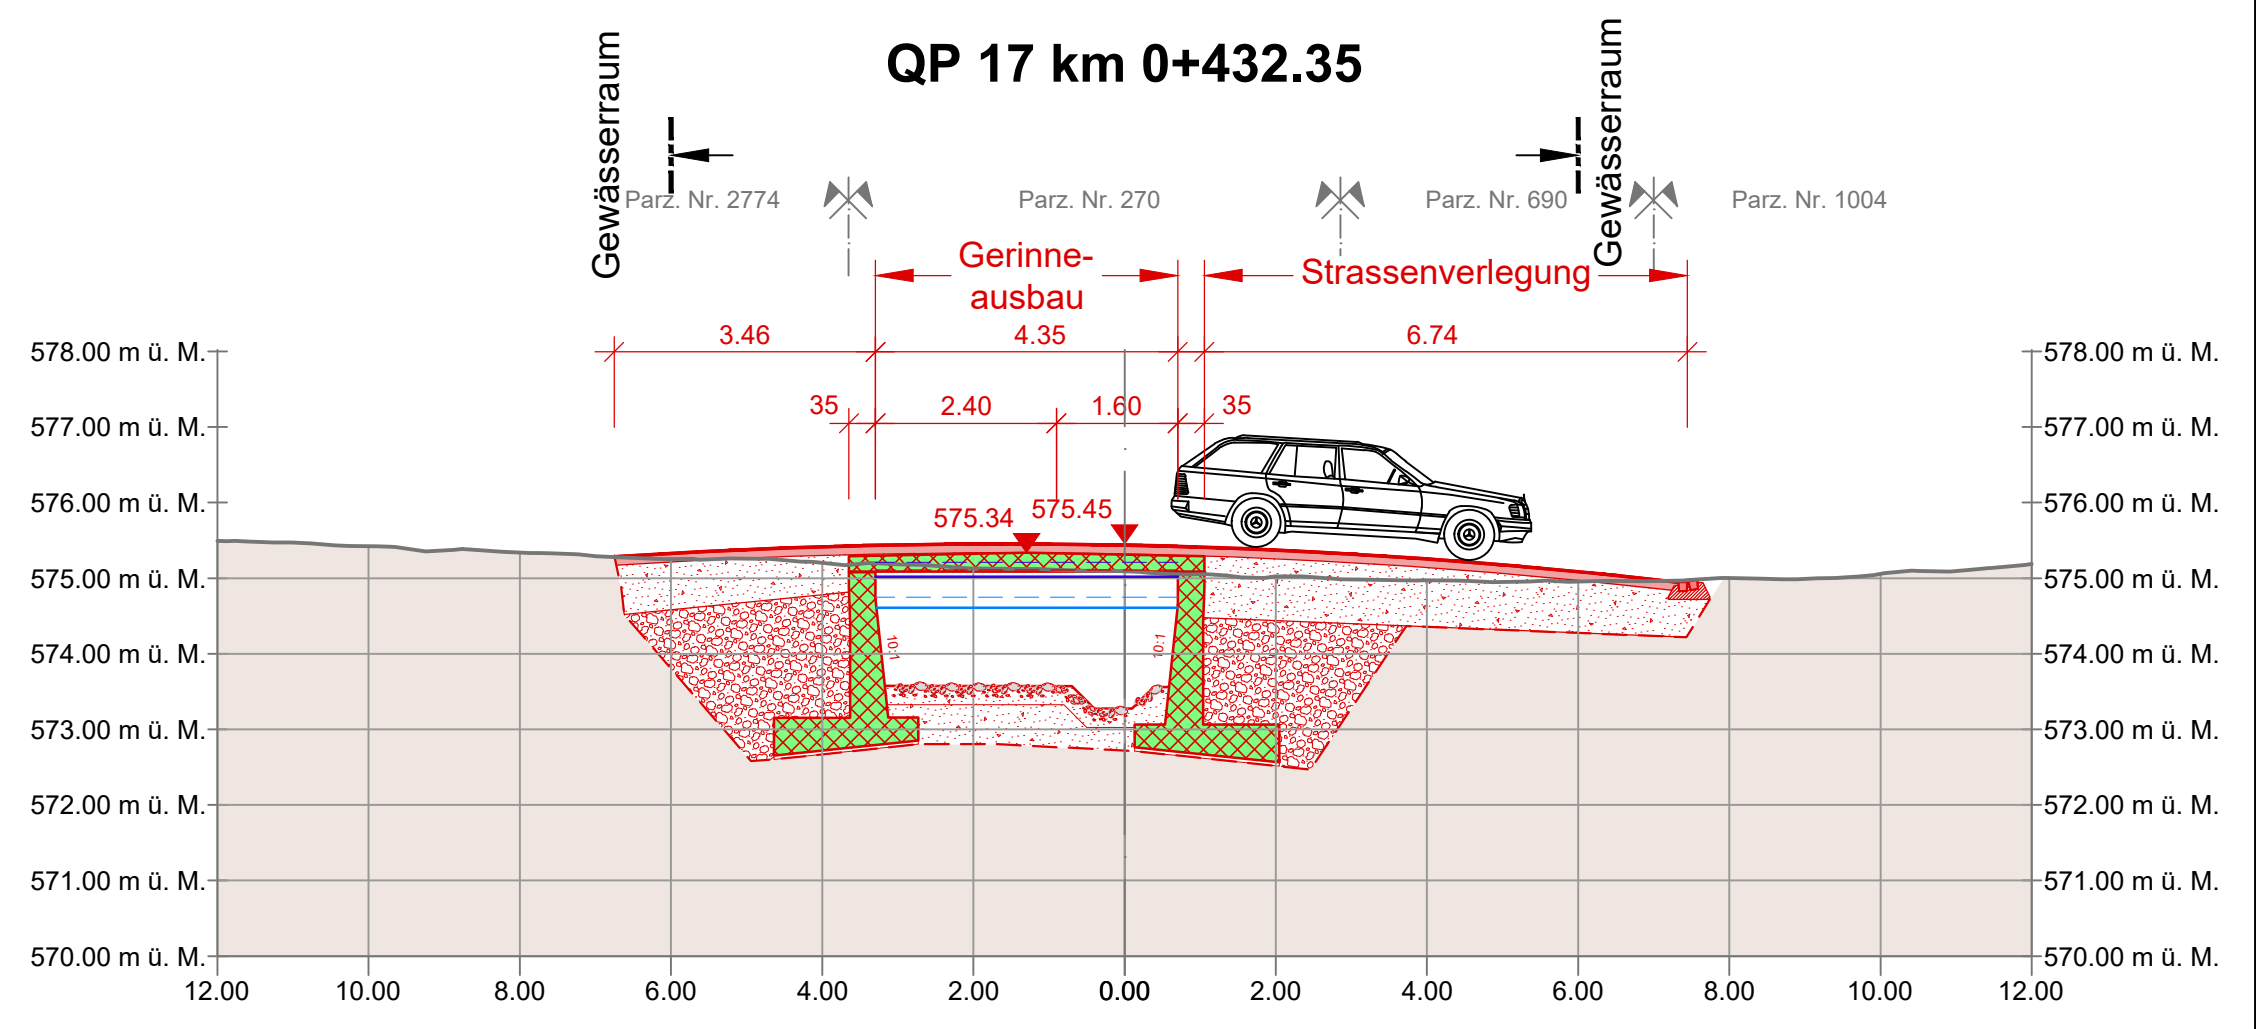 QP 17 km 0+432.35
Gewässerraum
Gewässerraum
Parz. Nr. 2774
Parz. Nr. 270
Parz. Nr. 690
Parz. Nr. 1004
Gerinne-
ausbau
Strassenverlegung
3.46
4.35
6.74
35
2.40
1.60
35
575.34
575.45
10:1
10:1
578.00 m ü. M.
577.00 m ü. M.
576.00 m ü. M.
575.00 m ü. M.
574.00 m ü. M.
573.00 m ü. M.
572.00 m ü. M.
571.00 m ü. M.
570.00 m ü. M.
578.00 m ü. M.
577.00 m ü. M.
576.00 m ü. M.
575.00 m ü. M.
574.00 m ü. M.
573.00 m ü. M.
572.00 m ü. M.
571.00 m ü. M.
570.00 m ü. M.
12.00
10.00
8.00
6.00
4.00
2.00
0.00
2.00
4.00
6.00
8.00
10.00
12.00